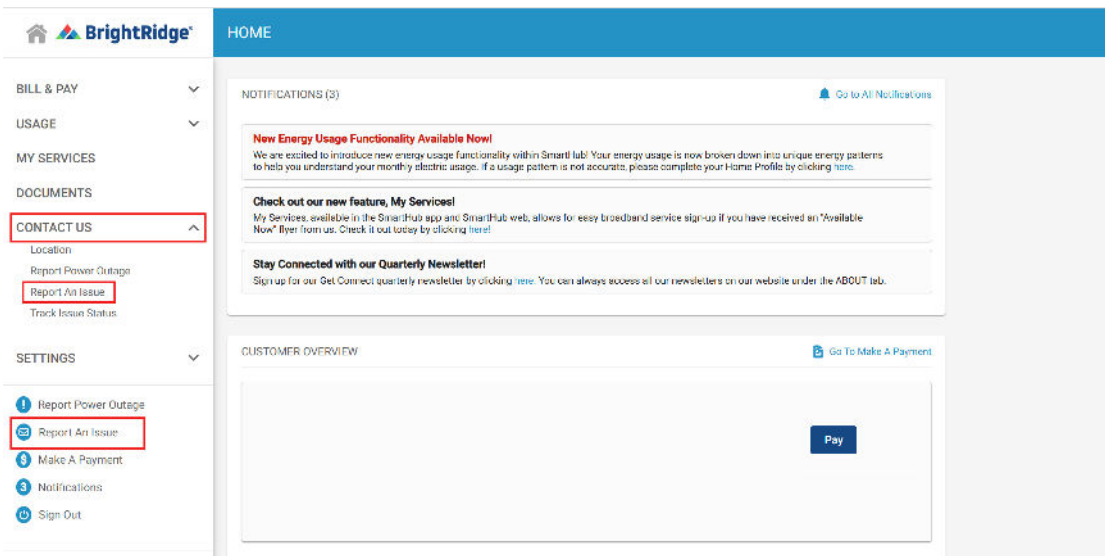 BrightRidge®
HOME
BILL & PAY
USAGE
MY SERVICES
DOCUMENTS
CONTACT US
Location
Report Power Outage
Report An Issue
Track Issue Status
SETTINGS
Report Power Outage
Report An Issue
Make A Payment
3 Notifications
Sign Out
NOTIFICATIONS (3)
Go to All Notifications
New Energy Usage Functionality Available Now!
We are excited to introduce new energy usage functionality within SmartHub! Your energy usage is now broken down into unique energy patterns
to help you understand your monthly electric usage. If a usage pattern is not accurate, please complete your Home Profile by clicking here.
Check out our new feature, My Services!
My Services, available in the SmartHub app and SmartHub web, allows for easy broadband service sign-up if you have received an "Available
Now" flyer from us. Check it out today by clicking here!
Stay Connected with our Quarterly Newsletter!
Sign up for our Get Connect quarterly newsletter by clicking here. You can always access all our newsletters on our website under the ABOUT tab.
CUSTOMER OVERVIEW
Go To Make A Payment
Pay